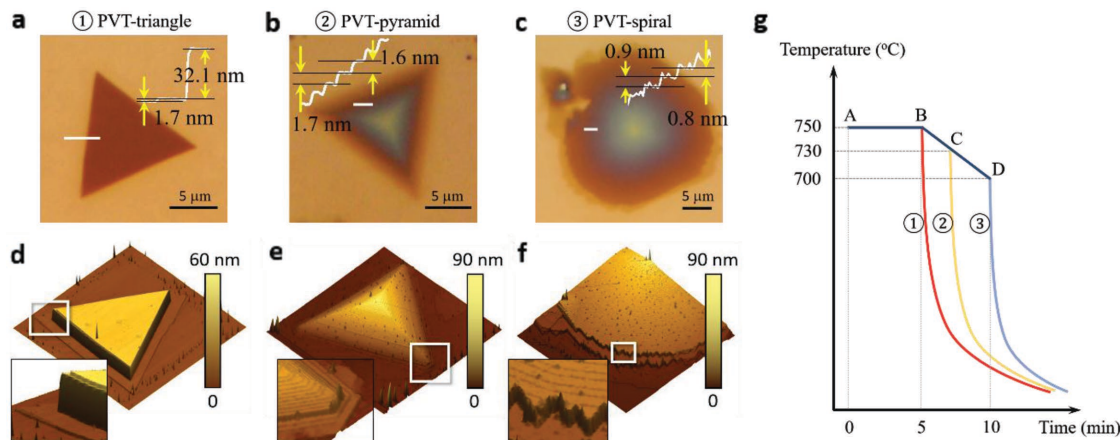 a ① PVT-triangle
32.1 nm
1.7 nm
5 μm
b ② PVT-pyramid
1.6 nm
1.7 nm
5 μm
c ③ PVT-spiral
0.9 nm
0.8 nm
5 μm
d
60 nm
0
e
90 nm
0
f
90 nm
0
g
Temperature (ºC)
A B C D
750
730
700
① ② ③
0 5 10 Time (min)